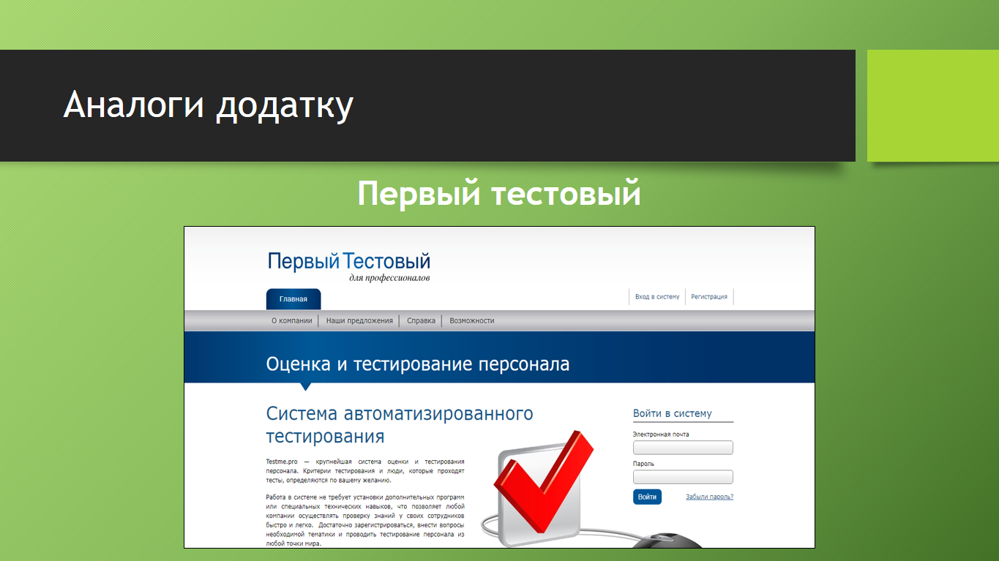 Аналоги додатку
Первый тестовый
Первый Тестовый
для профессионалов
Главная
Вход в систему
Регистрация
О компании
Наши предложения
Справка
Возможности
Оценка и тестирование персонала
Система автоматизированного
тестирования
Testme.pro — крупнейшая система оценки и тестирования
персонала. Критерии тестирования и люди, которые проходят
тесты, определяются по вашему желанию.
Работа в системе не требует установки дополнительных программ
или специальных технических навыков, что позволяет любой
компании осуществлять проверку знаний у своих сотрудников
быстро и легко. Достаточно зарегистрироваться, внести вопросы
необходимой тематики и проводить тестирование персонала из
любой точки мира.
Войти в систему
Электронная почта
Пароль
Войти
Забыли пароль?